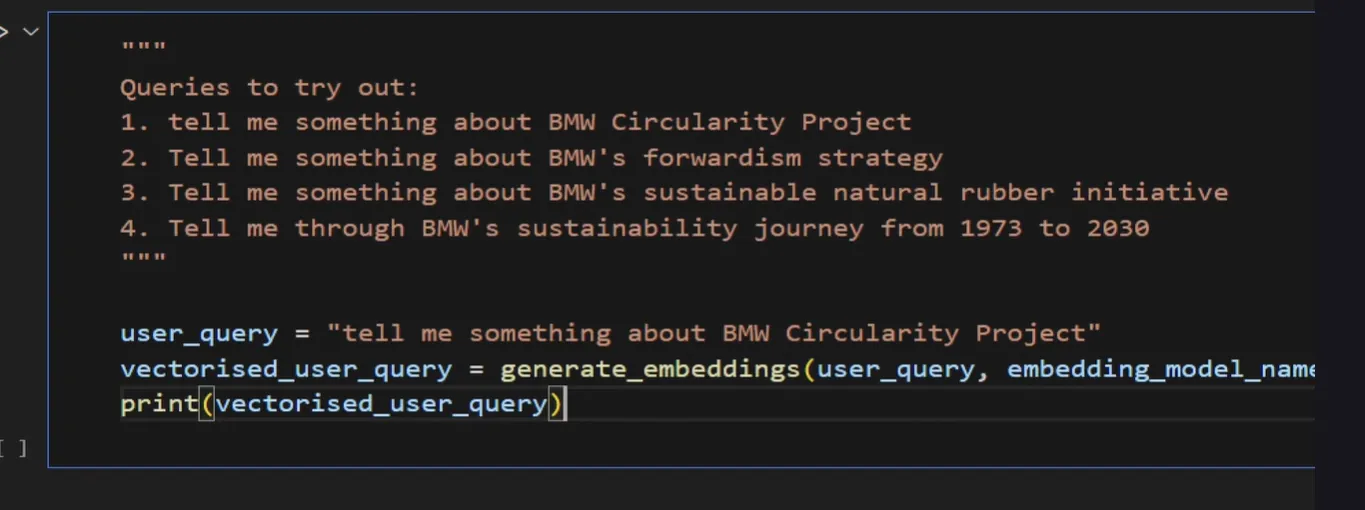 """
Queries to try out:
1. tell me something about BMW Circularity Project
2. Tell me something about BMW's forwardism strategy
3. Tell me something about BMW's sustainable natural rubber initiative
4. Tell me through BMW's sustainability journey from 1973 to 2030
"""
user_query = "tell me something about BMW Circularity Project"
vectorised_user_query = generate_embeddings(user_query, embedding_model_name
print(vectorised_user_query)
[ ]